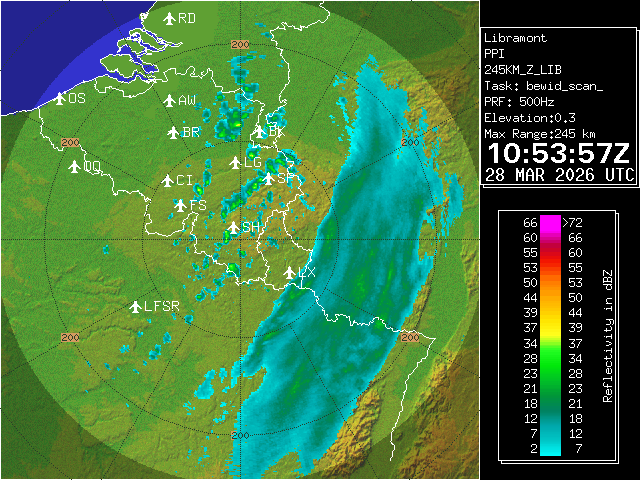 Libramont
PPI
245KM_Z_LIB
Task: bewid_scan_
PRF: 500Hz
Elevation:0.3
Max Range:245 km
10:53:57Z
28 MAR 2026 UTC
RD
200
OS
AW
BR
BK
200
200
QQ
LG
CI
SP
FS
SH
LX
LFSR
200
200
200
66 >72
60 66
55 60
53 55
50 53
44 50
39 44
37 39
34 37
28 34
23 28
21 23
18 21
12 18
7 12
2 7
Reflectivity in dBZ